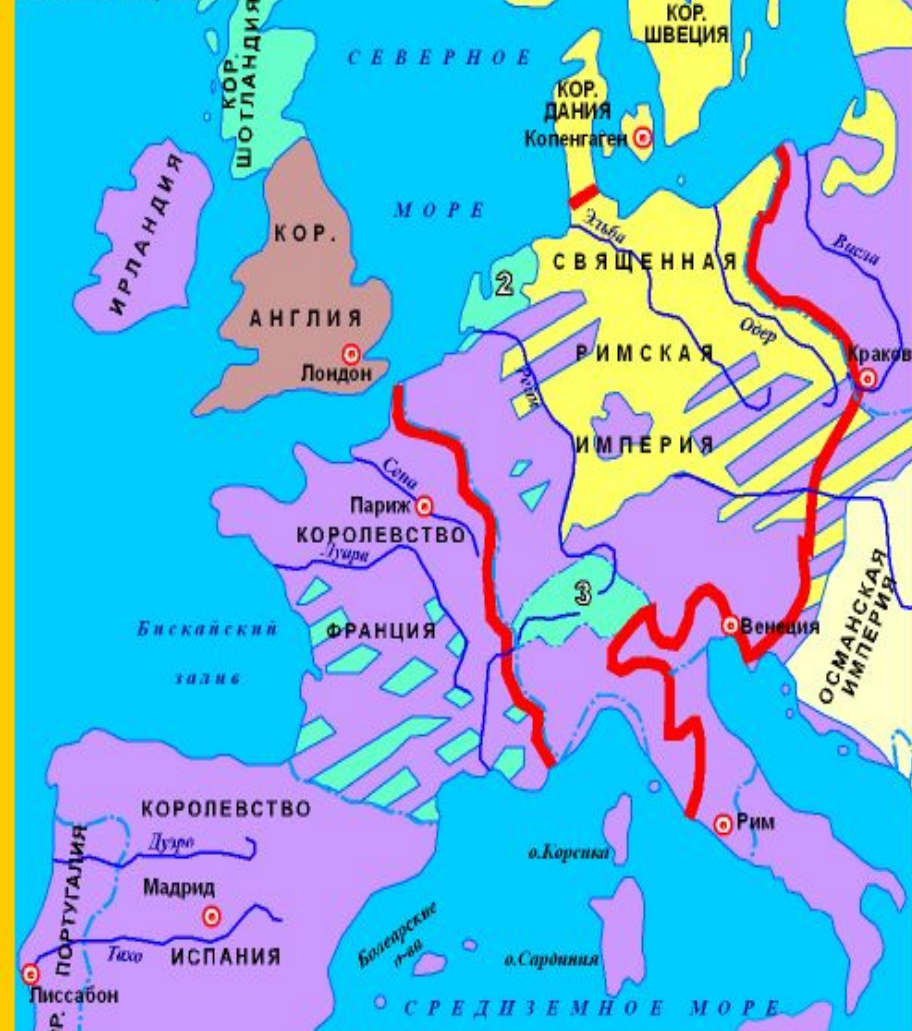 КОР.
ШОТЛАНДИЯ
СЕВЕРНОЕ
МОРЕ
КОР.
ШВЕЦИЯ
КОР.
ДАНИЯ
Копенгаген
ИРЛАНДИЯ
КОР.
АНГЛИЯ
Лондон
2
Эльба
СВЯЩЕННАЯ
РИМСКАЯ
ИМПЕРИЯ
Висла
Одер
Краков
Рейн
Сена
Париж
КОРОЛЕВСТВО
Луара
ФРАНЦИЯ
3
Венеция
ОСМАНСКАЯ
ИМПЕРИЯ
Бискайский
залив
КОРОЛЕВСТВО
Дуэро
Мадрид
ИСПАНИЯ
Тахо
КОР. ПОРТУГАЛИЯ
Лиссабон
Рим
о.Корсика
Болеарские
о-ва
о.Сардиния
СРЕДИЗЕМНОЕ МОРЕ